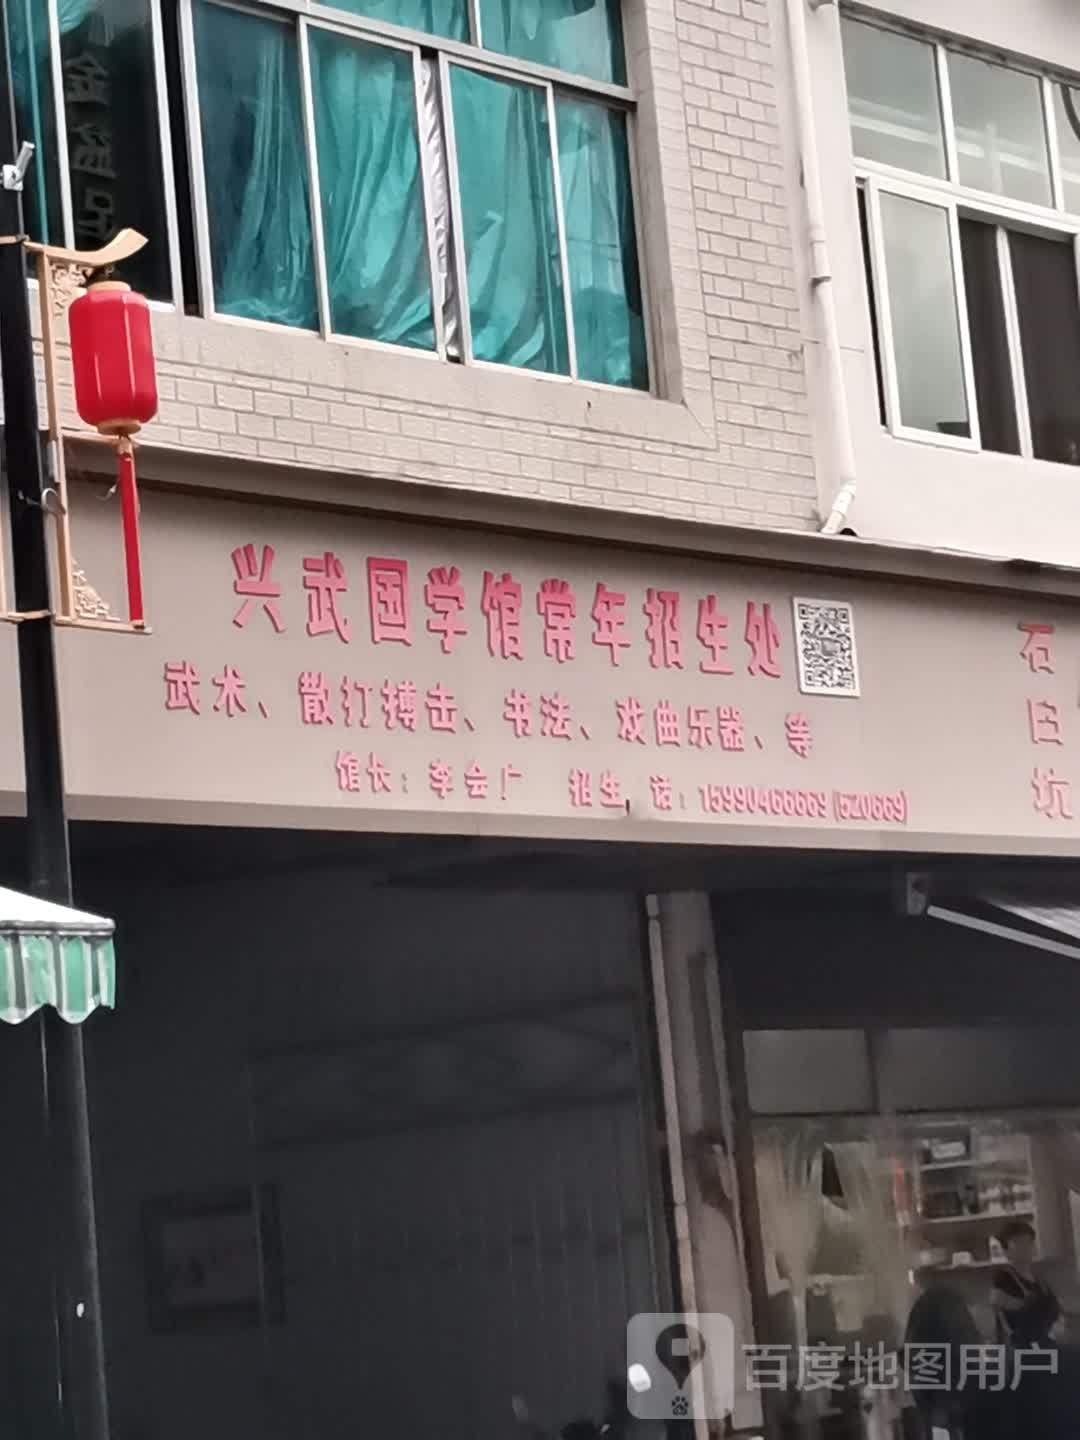 兴武国学馆常年招生处
武术、散打搏击、书法、戏曲乐器、等
馆长：李会广 招生 话：15990466669(520669)
石
臼
坑
百度地图用户